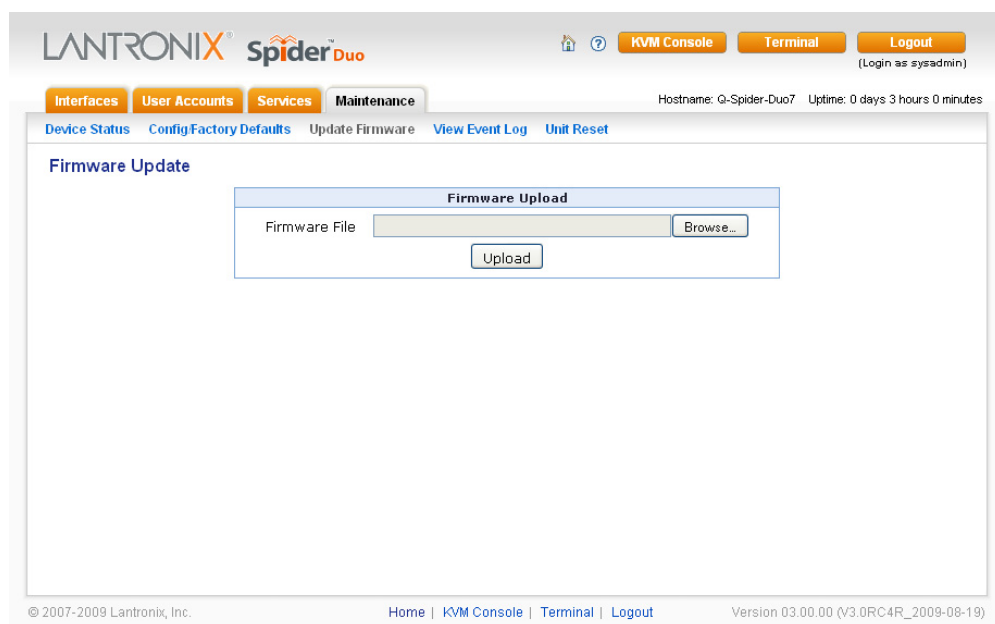 LANTRONIX® Spider™ Duo
KVM Console Terminal Logout
(Login as sysadmin)
Interfaces User Accounts Services Maintenance
Hostname: Q-Spider-Duo7 Uptime: 0 days 3 hours 0 minutes
Device Status Config/Factory Defaults Update Firmware View Event Log Unit Reset
Firmware Update
Firmware Upload
Firmware File Browse...
Upload
© 2007-2009 Lantronix, Inc. Home | KVM Console | Terminal | Logout Version 03.00.00 (V3.0RC4R_2009-08-19)